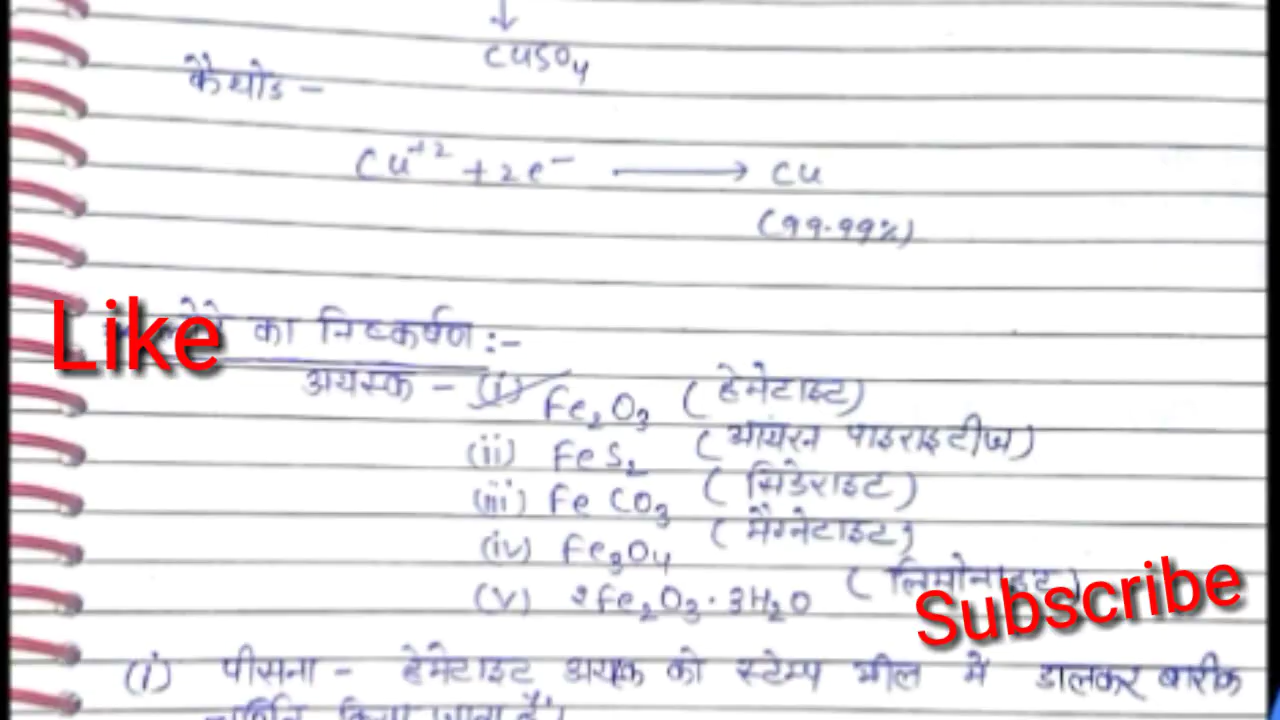 CuSO₄
कैथोड -
Cu⁺² + 2e⁻ ⟶ Cu
(99.99%)
Like
लोहे का निष्कर्षण :-
अयस्क - (i) Fe₂O₃ (हेमेटाइट)
(ii) FeS₂ (आयरन पाइराइटीज)
(iii) FeCO₃ (सिडेराइट)
(iv) Fe₃O₄ (मैग्नेटाइट)
(v) 2Fe₂O₃·3H₂O (लिमोनाइट)
Subscribe
(i) पीसना - हेमेटाइट अयस्क को स्टेम्प मील में डालकर बारीक
चूर्णित किया जाता है।